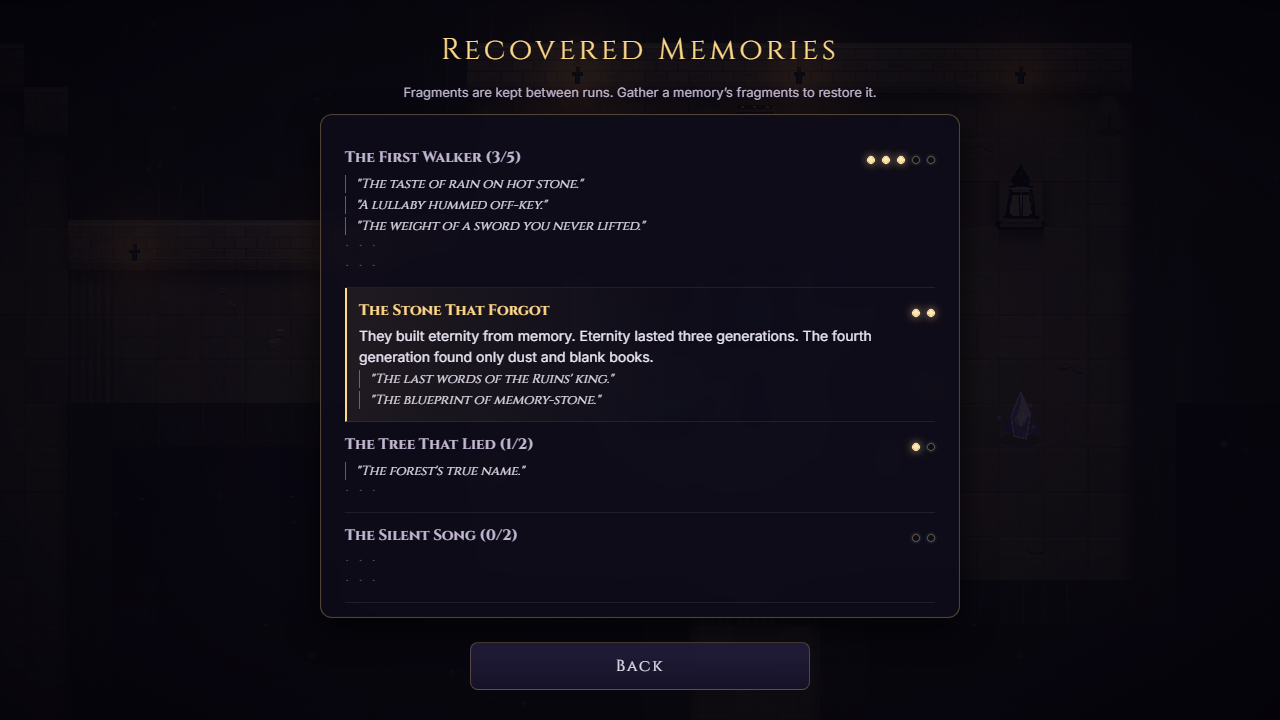 Recovered Memories
Fragments are kept between runs. Gather a memory's fragments to restore it.
The First Walker (3/5)
"The taste of rain on hot stone."
"A lullaby hummed off-key."
"The weight of a sword you never lifted."
. . .
. . .
The Stone That Forgot
They built eternity from memory. Eternity lasted three generations. The fourth
generation found only dust and blank books.
"The last words of the Ruins' king."
"The blueprint of memory-stone."
The Tree That Lied (1/2)
"The forest's true name."
. . .
The Silent Song (0/2)
. . .
. . .
Back